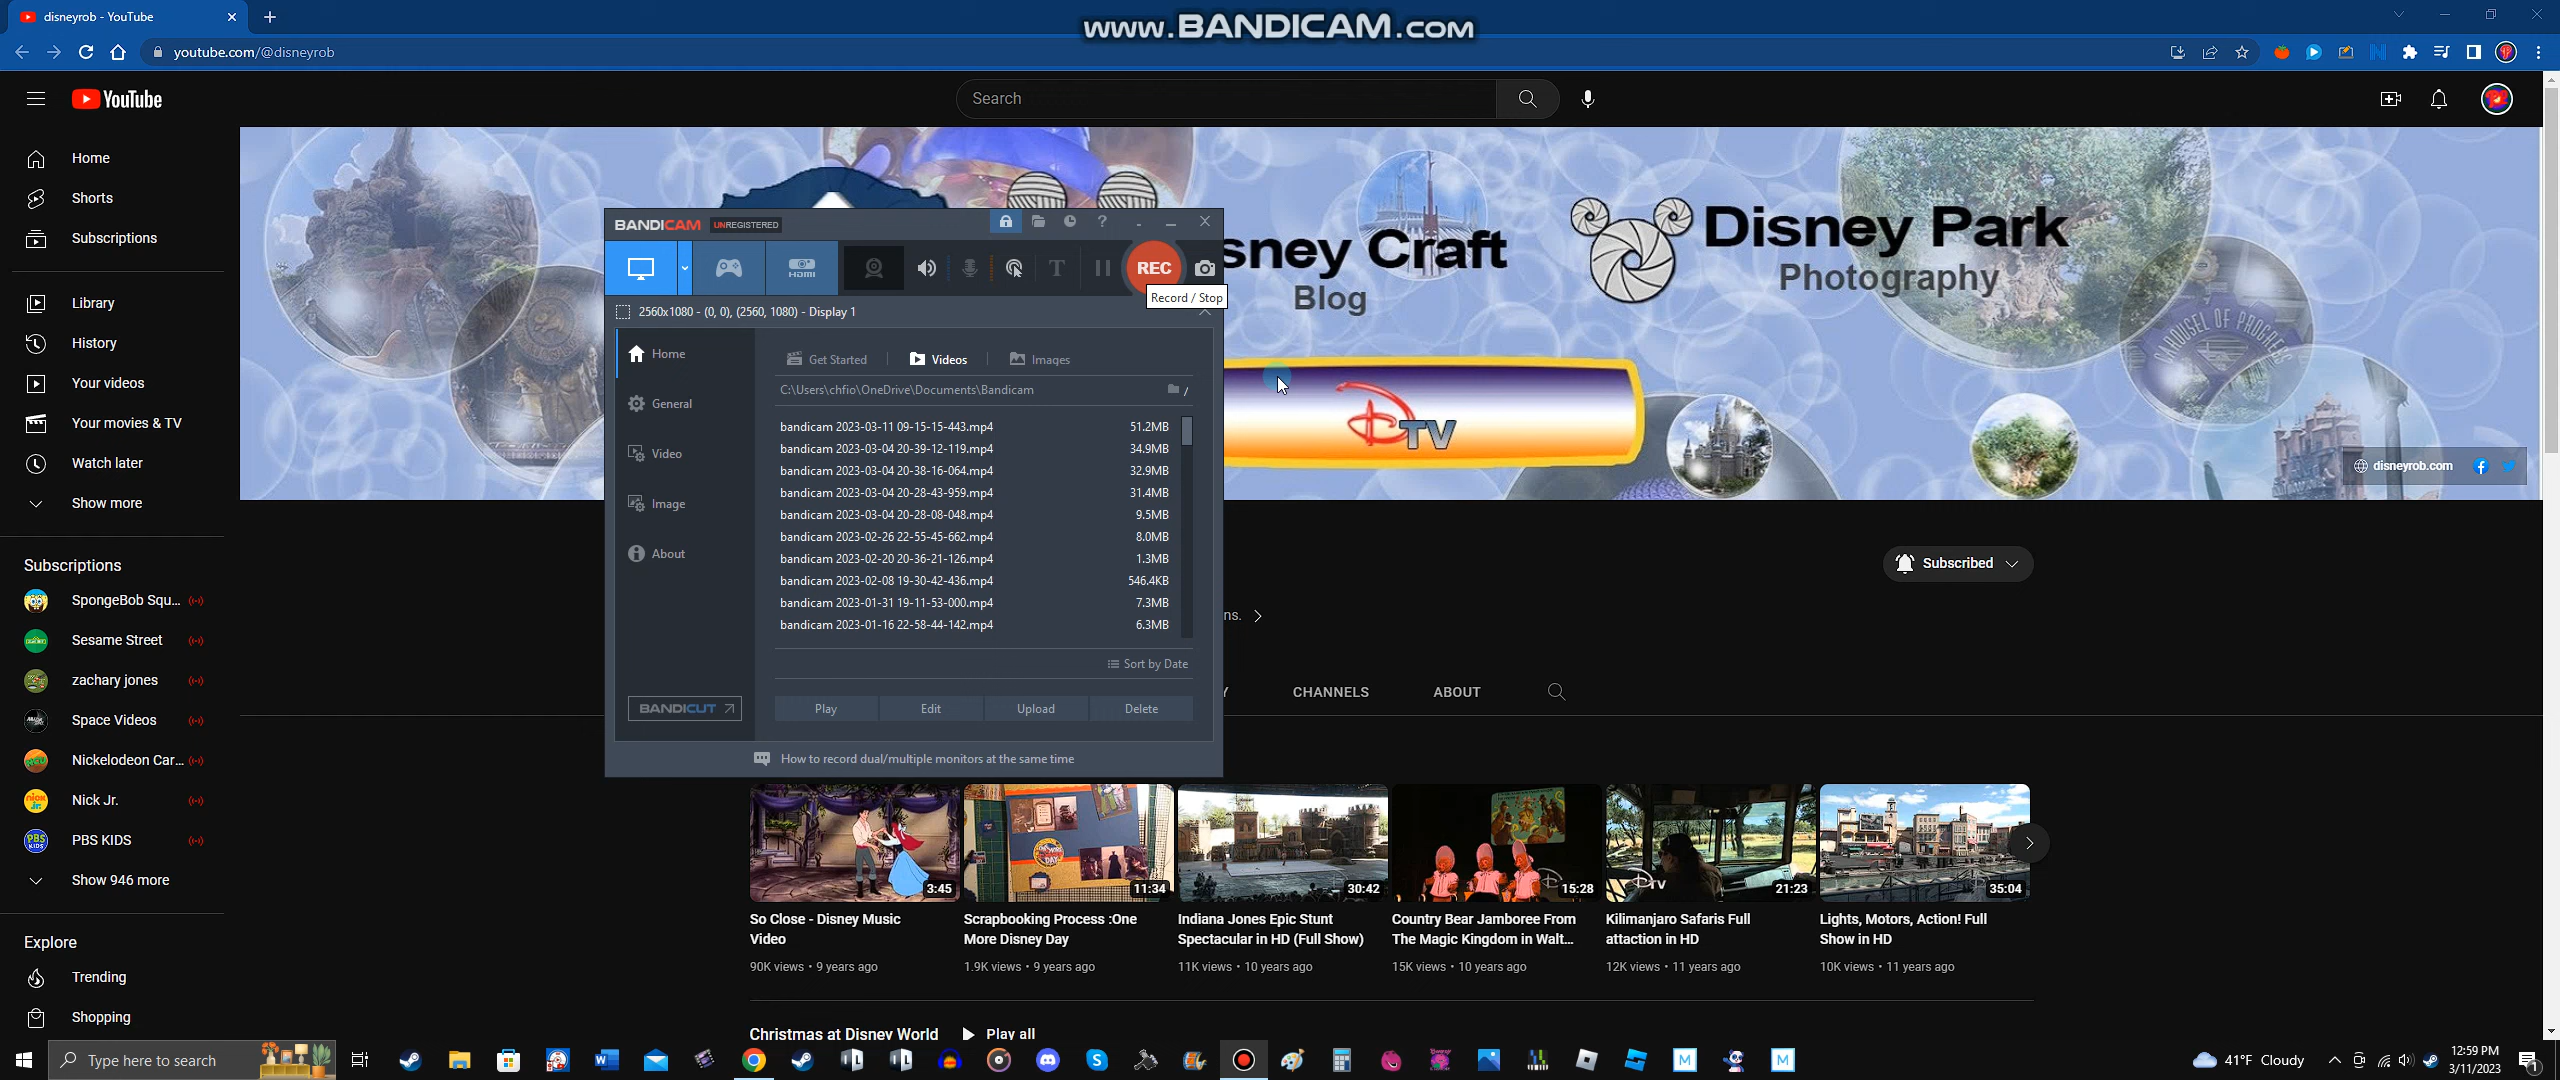 disneyrob - YouTube
www.BANDICAM.com
youtube.com/@disneyrob
YouTube
Search
Home
Shorts
Subscriptions
Library
History
Your videos
Your movies & TV
Watch later
Show more
Subscriptions
SpongeBob Squ...
Sesame Street
zachary jones
Space Videos
Nickelodeon Car...
Nick Jr.
PBS KIDS
Show 946 more
Explore
Trending
Shopping
sney Craft
Blog
Disney Park
Photography
CAROUSEL OF PROGRESS
TV
disneyrob.com
BANDICAM UNREGISTERED
HDMI
T
REC
Record / Stop
2560x1080 - (0, 0), (2560, 1080) - Display 1
Home
General
Video
Image
About
BANDICUT
Get Started
Videos
Images
C:\Users\chfio\OneDrive\Documents\Bandicam
/
bandicam 2023-03-11 09-15-15-443.mp4 51.2MB
bandicam 2023-03-04 20-39-12-119.mp4 34.9MB
bandicam 2023-03-04 20-38-16-064.mp4 32.9MB
bandicam 2023-03-04 20-28-43-959.mp4 31.4MB
bandicam 2023-03-04 20-28-08-048.mp4 9.5MB
bandicam 2023-02-26 22-55-45-662.mp4 8.0MB
bandicam 2023-02-20 20-36-21-126.mp4 1.3MB
bandicam 2023-02-08 19-30-42-436.mp4 546.4KB
bandicam 2023-01-31 19-11-53-000.mp4 7.3MB
bandicam 2023-01-16 22-58-44-142.mp4 6.3MB
Sort by Date
Play
Edit
Upload
Delete
How to record dual/multiple monitors at the same time
Subscribed
ns.
Y
CHANNELS
ABOUT
3:45
So Close - Disney Music
Video
90K views • 9 years ago
11:34
Scrapbooking Process :One
More Disney Day
1.9K views • 9 years ago
30:42
Indiana Jones Epic Stunt
Spectacular in HD (Full Show)
11K views • 10 years ago
15:28
Country Bear Jamboree From
The Magic Kingdom in Walt...
15K views • 10 years ago
TV
21:23
Kilimanjaro Safaris Full
attaction in HD
12K views • 11 years ago
35:04
Lights, Motors, Action! Full
Show in HD
10K views • 11 years ago
Christmas at Disney World
Play all
Type here to search
41°F Cloudy
12:59 PM
3/11/2023
1